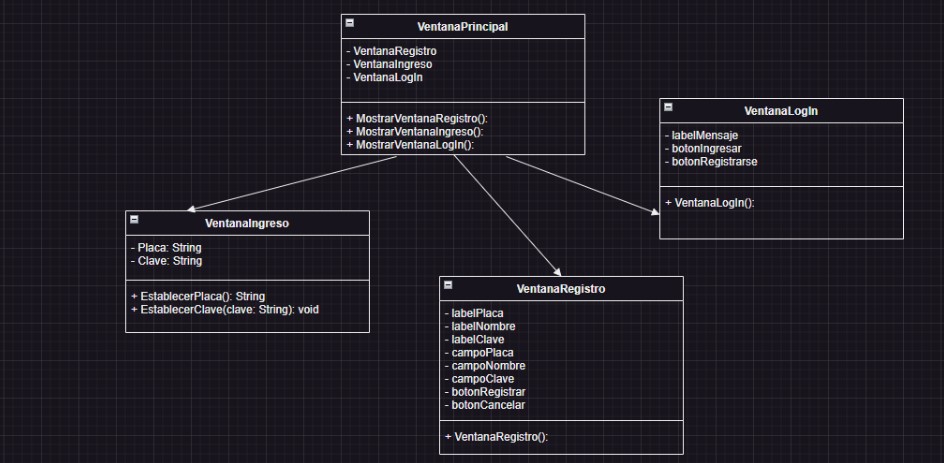 VentanaPrincipal
- VentanaRegistro
- VentanaIngreso
- VentanaLogIn
+ MostrarVentanaRegistro():
+ MostrarVentanaIngreso():
+ MostrarVentanaLogIn():
VentanaLogIn
- labelMensaje
- botonIngresar
- botonRegistrarse
+ VentanaLogIn():
VentanaIngreso
- Placa: String
- Clave: String
+ EstablecerPlaca(): String
+ EstablecerClave(clave: String): void
VentanaRegistro
- labelPlaca
- labelNombre
- labelClave
- campoPlaca
- campoNombre
- campoClave
- botonRegistrar
- botonCancelar
+ VentanaRegistro():